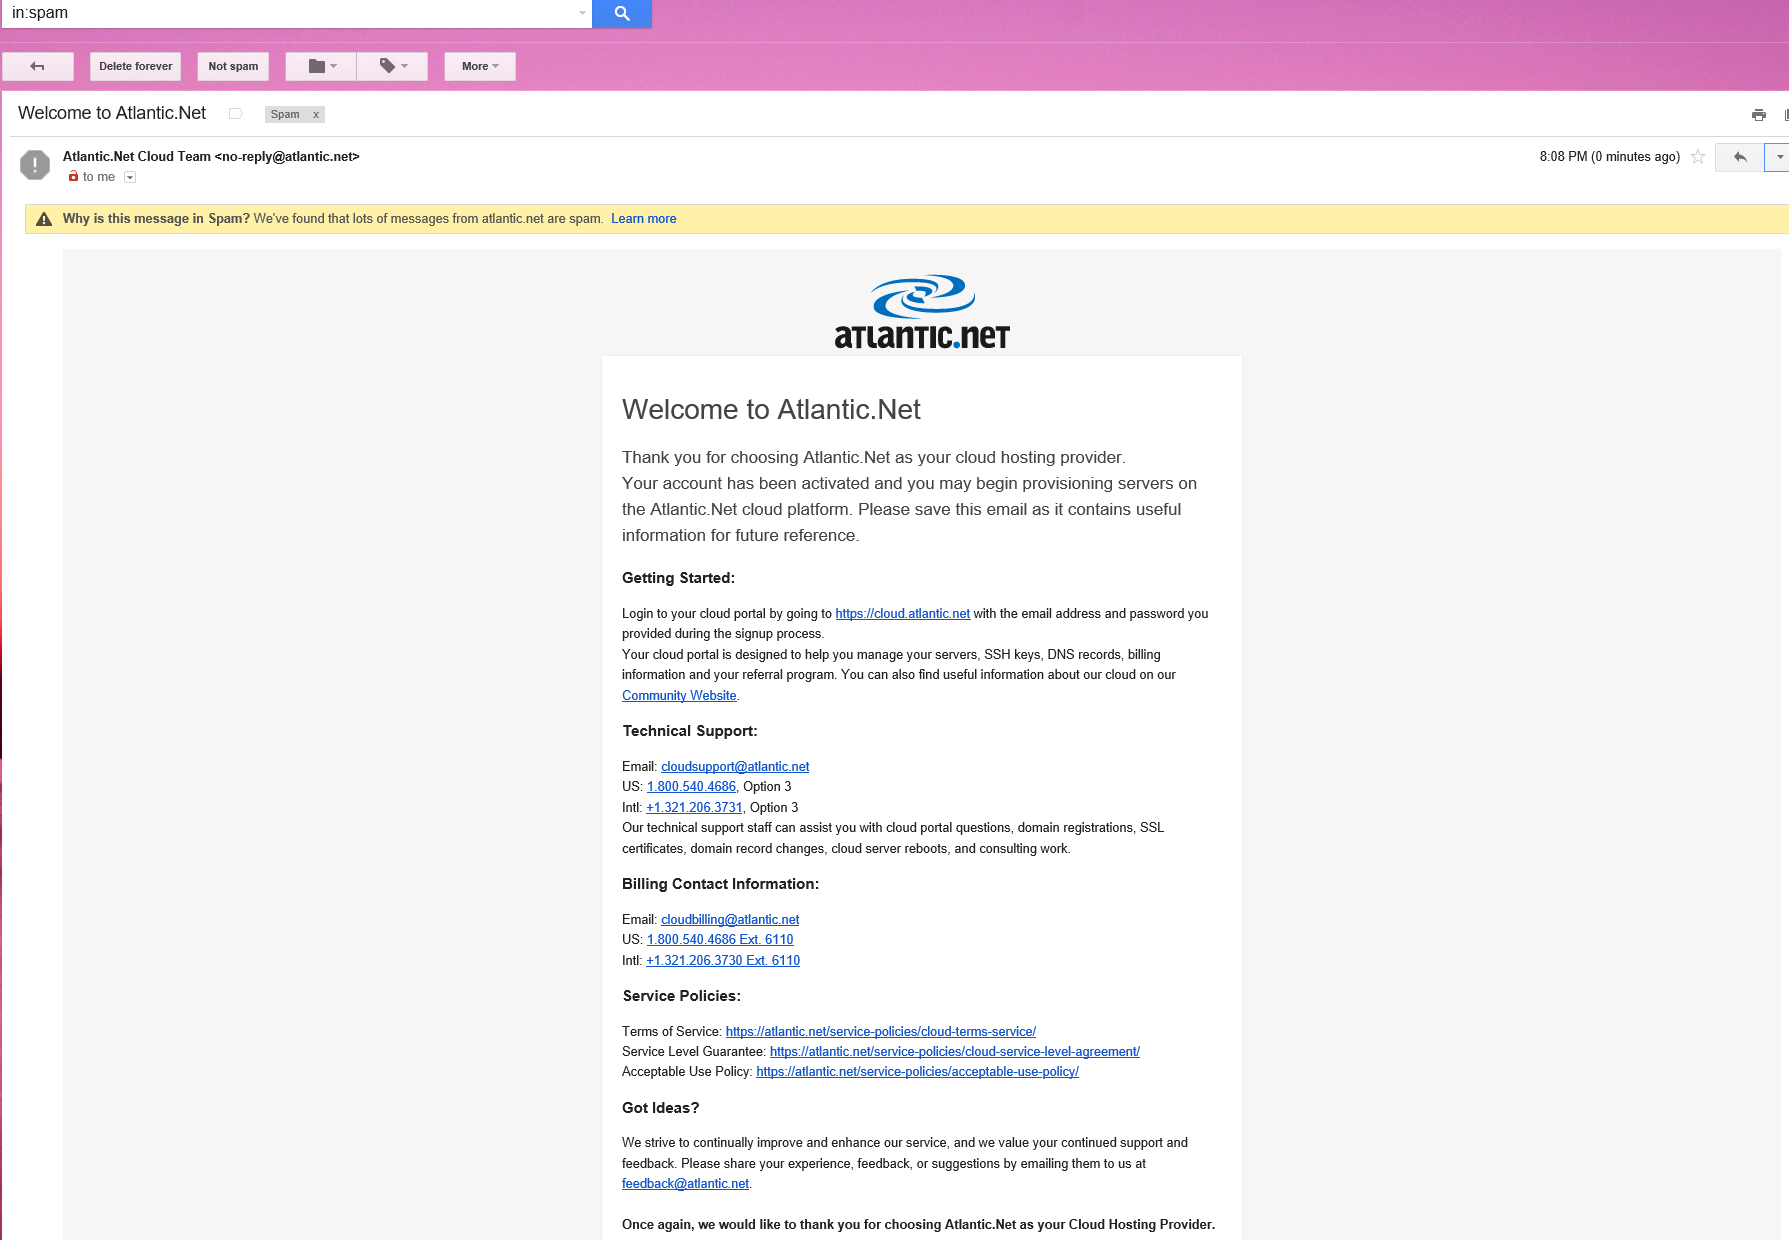 in:spam
Delete forever
Not spam
More
Welcome to Atlantic.Net
Spam x
Atlantic.Net Cloud Team <no-reply@atlantic.net>
8:08 PM (0 minutes ago)
to me
Why is this message in Spam? We've found that lots of messages from atlantic.net are spam. Learn more
atlantic.net
Welcome to Atlantic.Net
Thank you for choosing Atlantic.Net as your cloud hosting provider.
Your account has been activated and you may begin provisioning servers on
the Atlantic.Net cloud platform. Please save this email as it contains useful
information for future reference.
Getting Started:
Login to your cloud portal by going to https://cloud.atlantic.net with the email address and password you
provided during the signup process.
Your cloud portal is designed to help you manage your servers, SSH keys, DNS records, billing
information and your referral program. You can also find useful information about our cloud on our
Community Website.
Technical Support:
Email: cloudsupport@atlantic.net
US: 1.800.540.4686, Option 3
Intl: +1.321.206.3731, Option 3
Our technical support staff can assist you with cloud portal questions, domain registrations, SSL
certificates, domain record changes, cloud server reboots, and consulting work.
Billing Contact Information:
Email: cloudbilling@atlantic.net
US: 1.800.540.4686 Ext. 6110
Intl: +1.321.206.3730 Ext. 6110
Service Policies:
Terms of Service: https://atlantic.net/service-policies/cloud-terms-service/
Service Level Guarantee: https://atlantic.net/service-policies/cloud-service-level-agreement/
Acceptable Use Policy: https://atlantic.net/service-policies/acceptable-use-policy/
Got Ideas?
We strive to continually improve and enhance our service, and we value your continued support and
feedback. Please share your experience, feedback, or suggestions by emailing them to us at
feedback@atlantic.net.
Once again, we would like to thank you for choosing Atlantic.Net as your Cloud Hosting Provider.